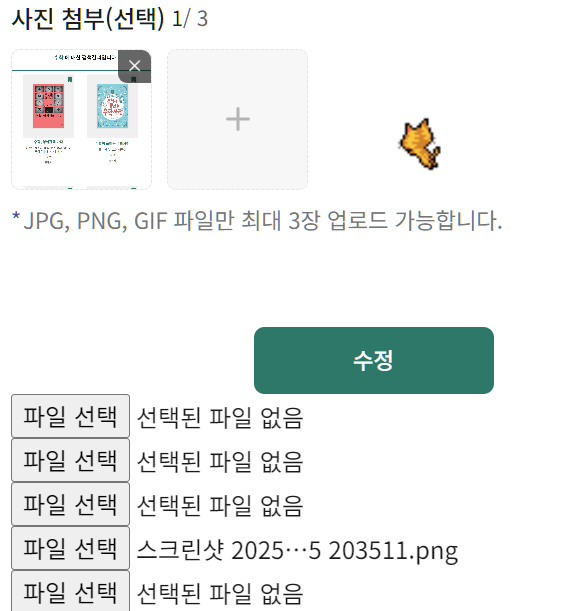 사진 첨부(선택) 1/ 3
* JPG, PNG, GIF 파일만 최대 3장 업로드 가능합니다.
수정
파일 선택 선택된 파일 없음
파일 선택 선택된 파일 없음
파일 선택 선택된 파일 없음
파일 선택 스크린샷 2025…5 203511.png
파일 선택 선택된 파일 없음